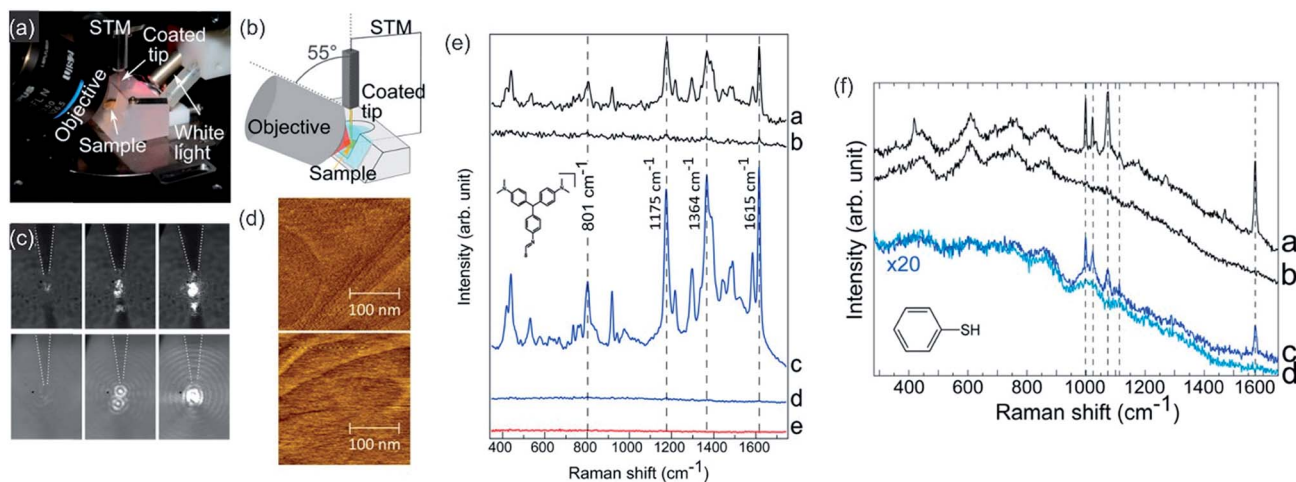 (a)
STM
Coated
tip
Objective
Sample
White
light
(b)
STM
55°
Coated
tip
Objective
Sample
(c)
(d)
100 nm
100 nm
(e)
Intensity (arb. unit)
801 cm-1
1175 cm-1
1364 cm-1
1615 cm-1
a
b
c
d
e
400 600 800 1000 1200 1400 1600
Raman shift (cm-1)
(f)
Intensity (arb. unit)
x20
SH
a
b
c
d
400 600 800 1000 1200 1400 1600
Raman shift (cm-1)